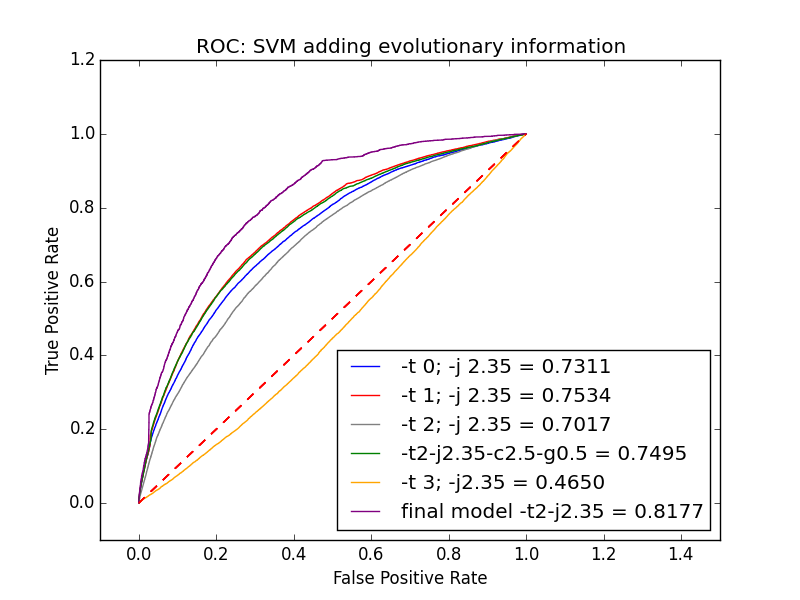 ROC: SVM adding evolutionary information
1.2
1.0
0.8
0.6
0.4
0.2
0.0
True Positive Rate
-t 0; -j 2.35 = 0.7311
-t 1; -j 2.35 = 0.7534
-t 2; -j 2.35 = 0.7017
-t2-j2.35-c2.5-g0.5 = 0.7495
-t 3; -j2.35 = 0.4650
final model -t2-j2.35 = 0.8177
0.0 0.2 0.4 0.6 0.8 1.0 1.2 1.4
False Positive Rate